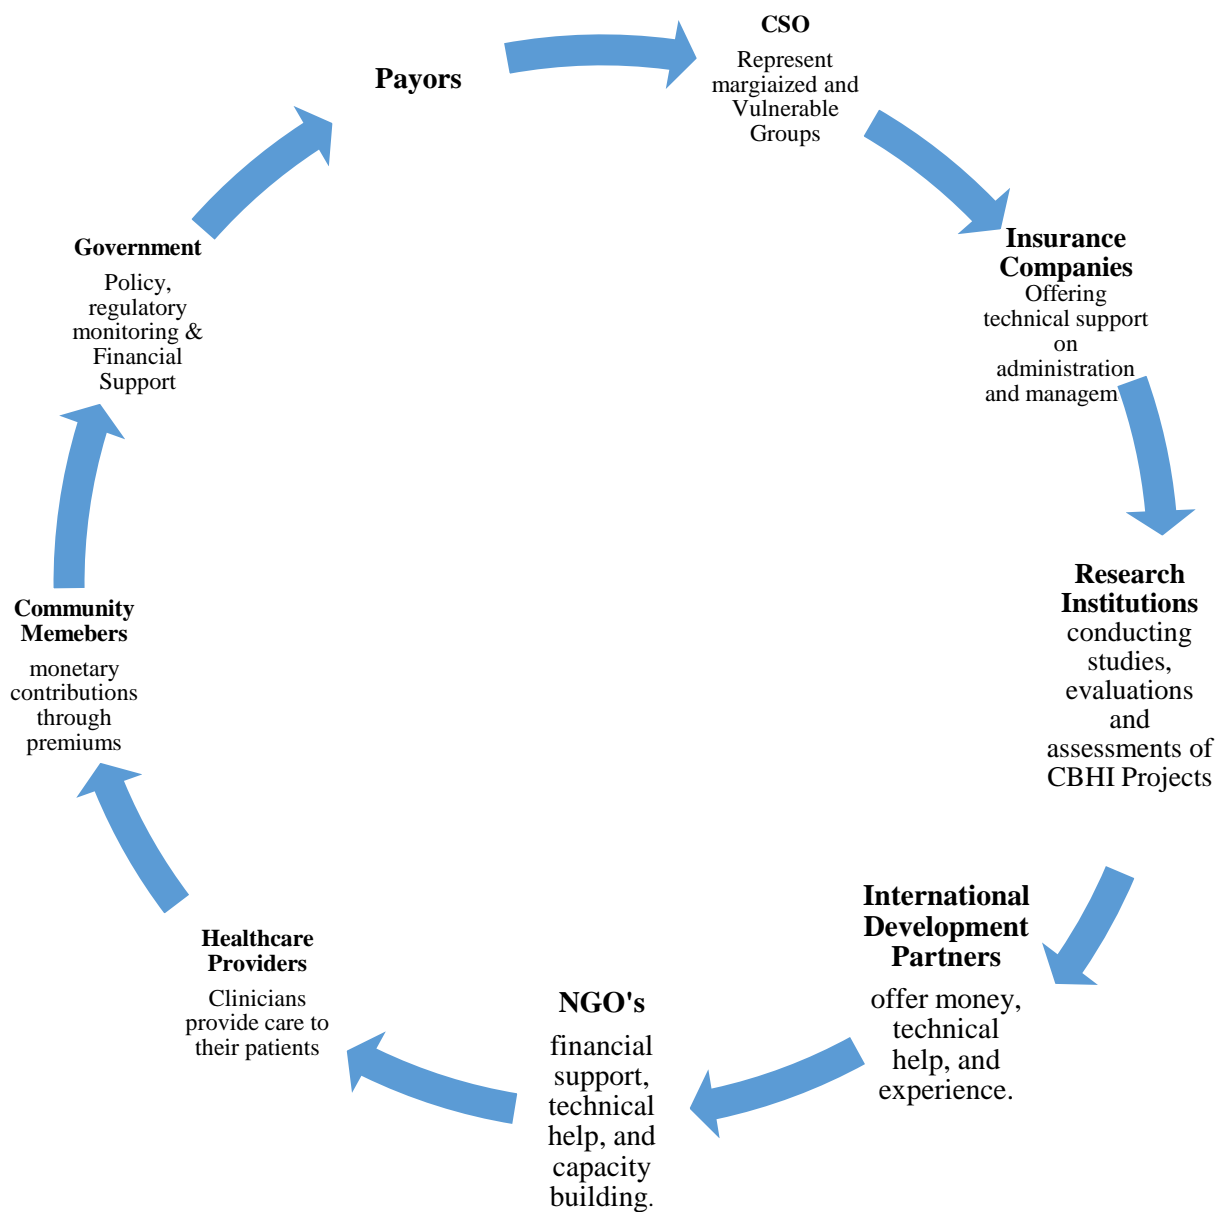 Payors
CSO
Represent
margiaized and
Vulnerable
Groups
Insurance
Companies
Offering
technical support
on
administration
and managem
Research
Institutions
conducting
studies,
evaluations
and
assessments of
CBHI Projects
International
Development
Partners
offer money,
technical
help, and
experience.
NGO's
financial
support,
technical
help, and
capacity
building.
Healthcare
Providers
Clinicians
provide care to
their patients
Community
Memebers
monetary
contributions
through
premiums
Government
Policy,
regulatory
monitoring &
Financial
Support